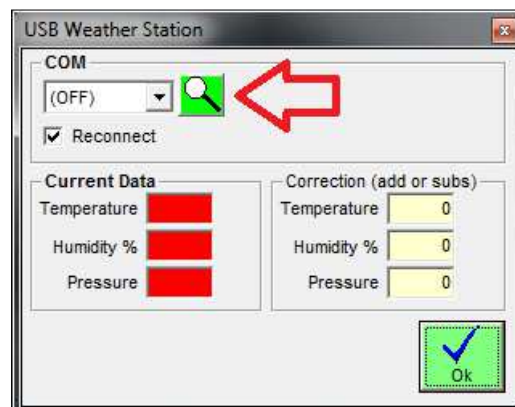 USB Weather Station
COM
(OFF)
Reconnect
Current Data
Temperature
Humidity %
Pressure
Correction (add or subs)
Temperature 0
Humidity % 0
Pressure 0
Ok